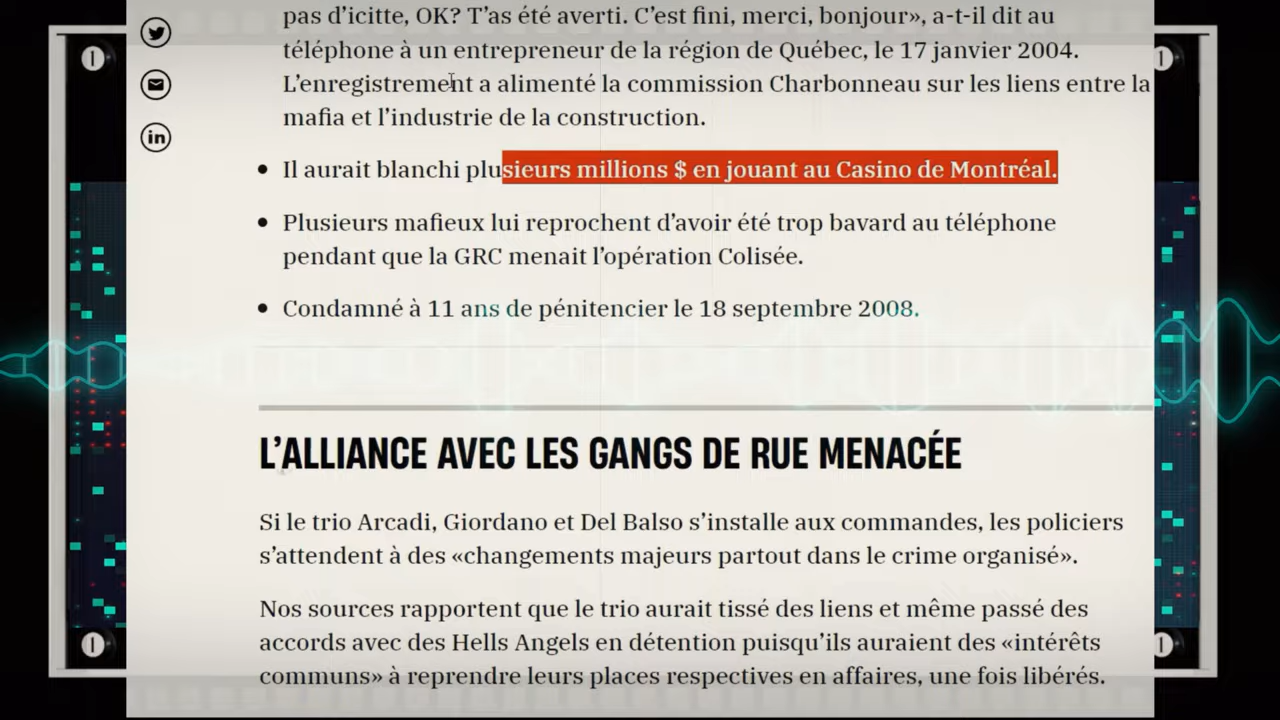 pas d’icitte, OK? T’as été averti. C’est fini, merci, bonjour», a-t-il dit au
téléphone à un entrepreneur de la région de Québec, le 17 janvier 2004.
L’enregistrement a alimenté la commission Charbonneau sur les liens entre la
mafia et l’industrie de la construction.
• Il aurait blanchi plusieurs millions $ en jouant au Casino de Montréal.
• Plusieurs mafieux lui reprochent d’avoir été trop bavard au téléphone
pendant que la GRC menait l’opération Colisée.
• Condamné à 11 ans de pénitencier le 18 septembre 2008.
L’ALLIANCE AVEC LES GANGS DE RUE MENACÉE
Si le trio Arcadi, Giordano et Del Balso s’installe aux commandes, les policiers
s’attendent à des «changements majeurs partout dans le crime organisé».
Nos sources rapportent que le trio aurait tissé des liens et même passé des
accords avec des Hells Angels en détention puisqu’ils auraient des «intérêts
communs» à reprendre leurs places respectives en affaires, une fois libérés.